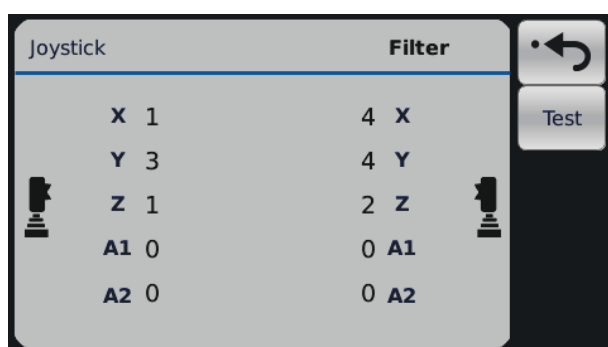 Joystick Filter
Test
X 1 4 X
Y 3 4 Y
Z 1 2 Z
A1 0 0 A1
A2 0 0 A2